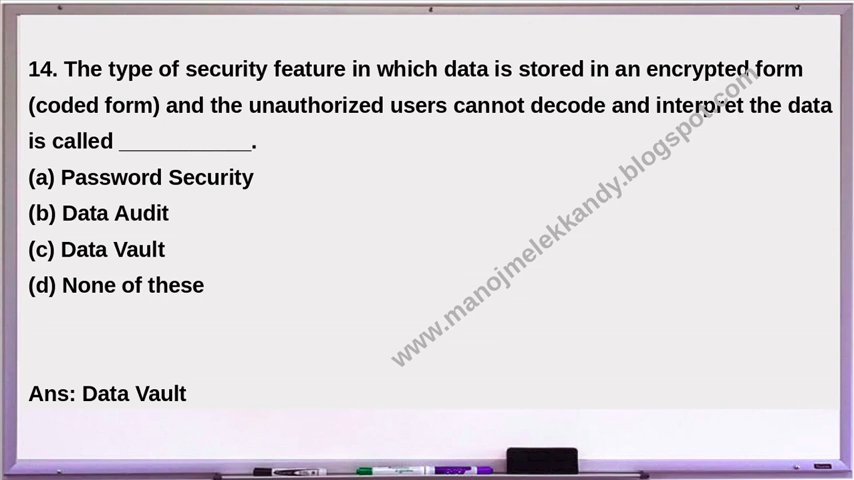 14. The type of security feature in which data is stored in an encrypted form
(coded form) and the unauthorized users cannot decode and interpret the data
is called ___________.
(a) Password Security
(b) Data Audit
(c) Data Vault
(d) None of these
www.manojmelekkandy.blogspot.com
Ans: Data Vault